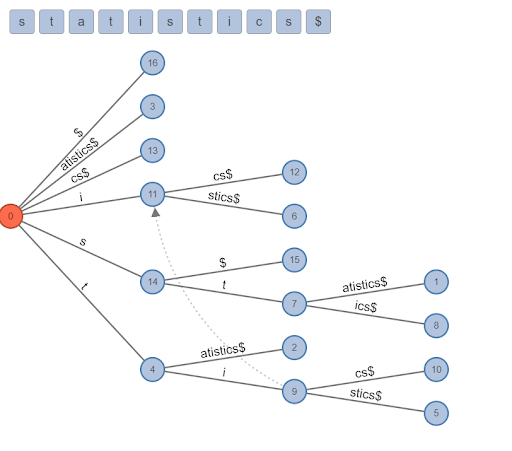 s t a t i s t i c s $
16
$
3
atistics$
13
cs$
11
i
12
cs$
6
stics$
0
s
14
15
$
7
t
1
atistics$
8
ics$
t
4
2
atistics$
9
i
10
cs$
5
stics$